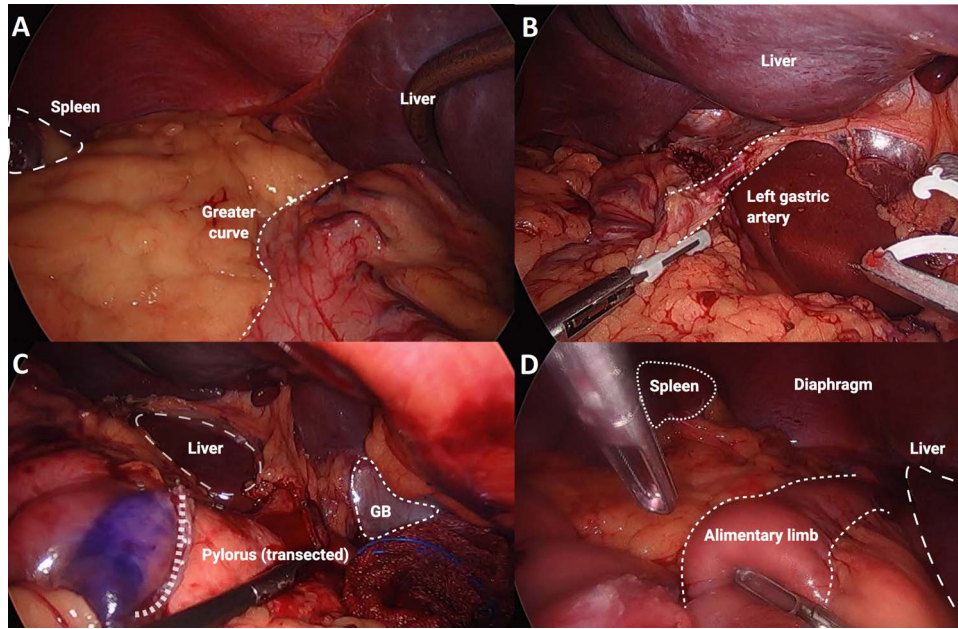 A
Spleen
Liver
Greater
curve
B
Liver
Left gastric
artery
C
Liver
GB
Pylorus (transected)
D
Spleen
Diaphragm
Liver
Alimentary limb